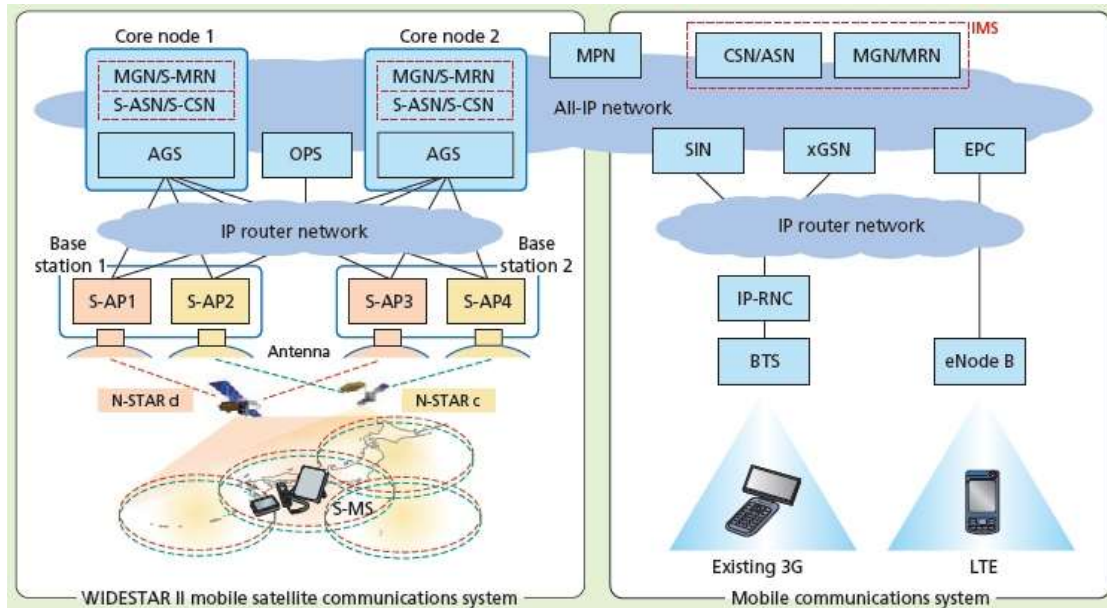 Core node 1
MGN/S-MRN
S-ASN/S-CSN
AGS
OPS
Core node 2
MGN/S-MRN
S-ASN/S-CSN
AGS
MPN
IMS
CSN/ASN
MGN/MRN
All-IP network
SIN
xGSN
EPC
IP router network
IP router network
Base
station 1
Base
station 2
S-AP1
S-AP2
S-AP3
S-AP4
IP-RNC
Antenna
BTS
eNode B
N-STAR d
N-STAR c
S-MS
Existing 3G
LTE
WIDESTAR II mobile satellite communications system
Mobile communications system